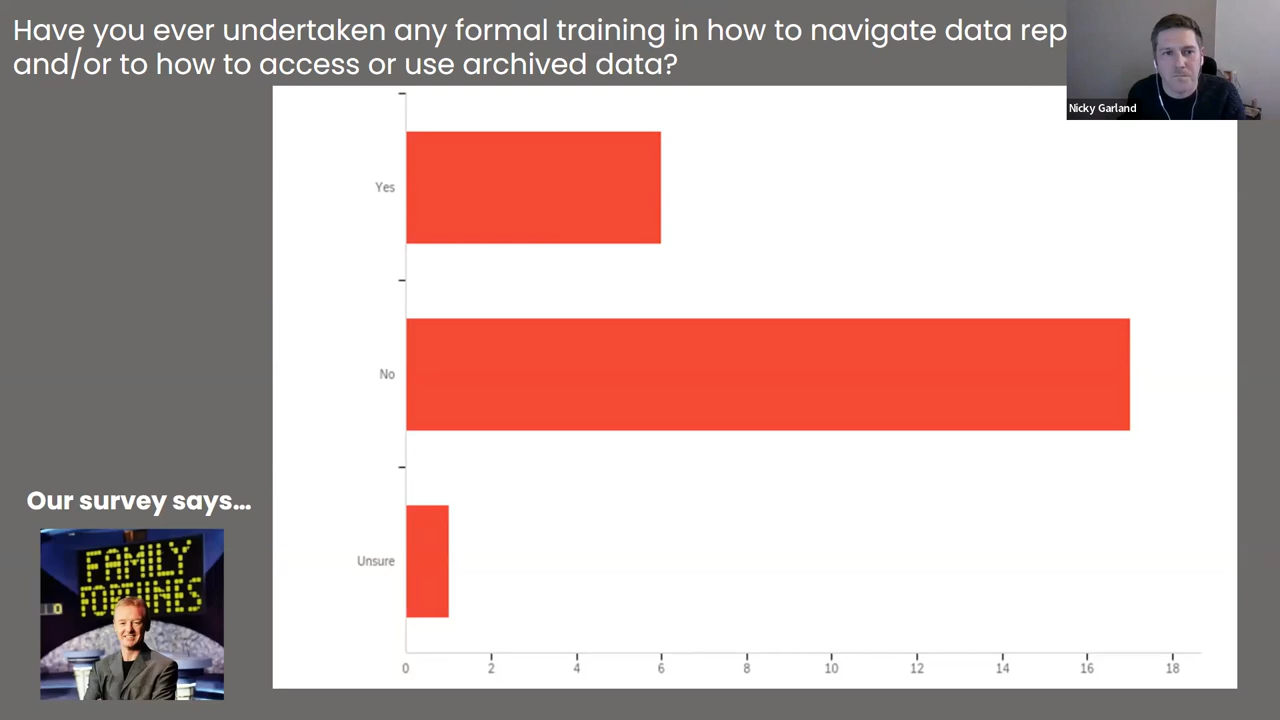 Have you ever undertaken any formal training in how to navigate data rep
and/or to how to access or use archived data?
Nicky Garland
Yes
No
Unsure
0 2 4 6 8 10 12 14 16 18
Our survey says...
FAMILY
FORTUNES
0